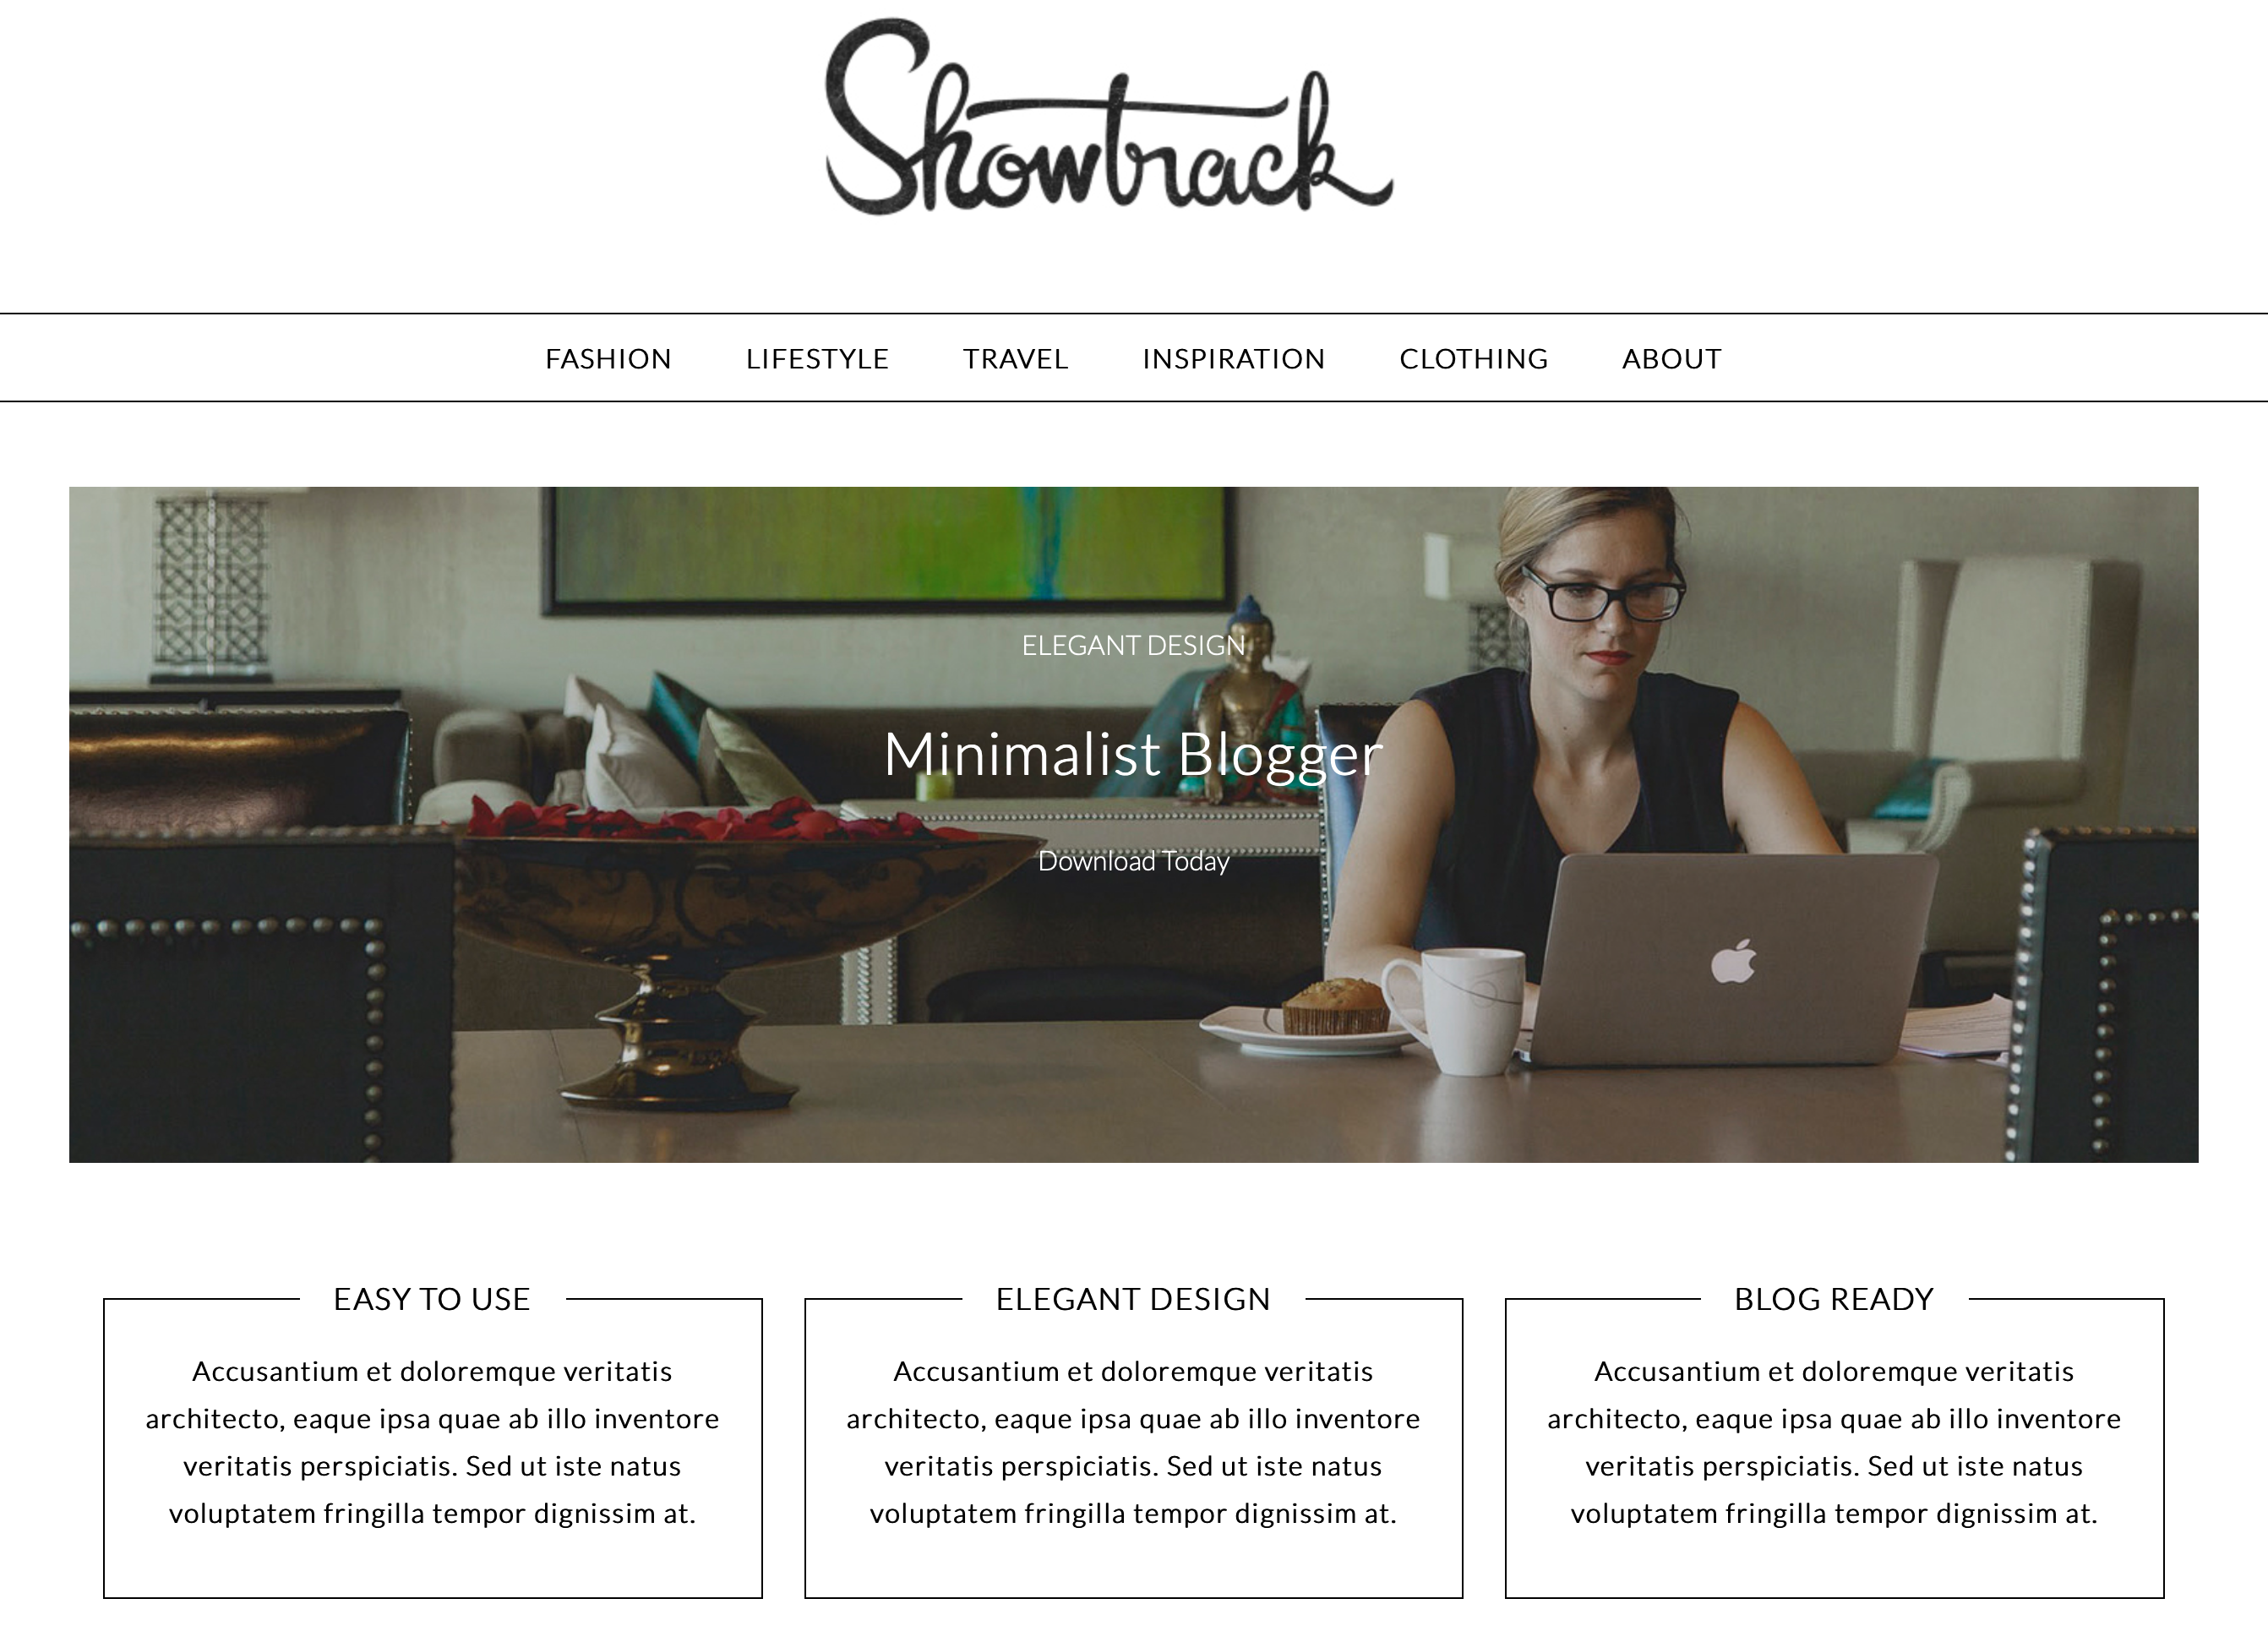 Showtrack
FASHION LIFESTYLE TRAVEL INSPIRATION CLOTHING ABOUT
ELEGANT DESIGN
Minimalist Blogger
Download Today
EASY TO USE
Accusantium et doloremque veritatis
architecto, eaque ipsa quae ab illo inventore
veritatis perspiciatis. Sed ut iste natus
voluptatem fringilla tempor dignissim at.
ELEGANT DESIGN
Accusantium et doloremque veritatis
architecto, eaque ipsa quae ab illo inventore
veritatis perspiciatis. Sed ut iste natus
voluptatem fringilla tempor dignissim at.
BLOG READY
Accusantium et doloremque veritatis
architecto, eaque ipsa quae ab illo inventore
veritatis perspiciatis. Sed ut iste natus
voluptatem fringilla tempor dignissim at.